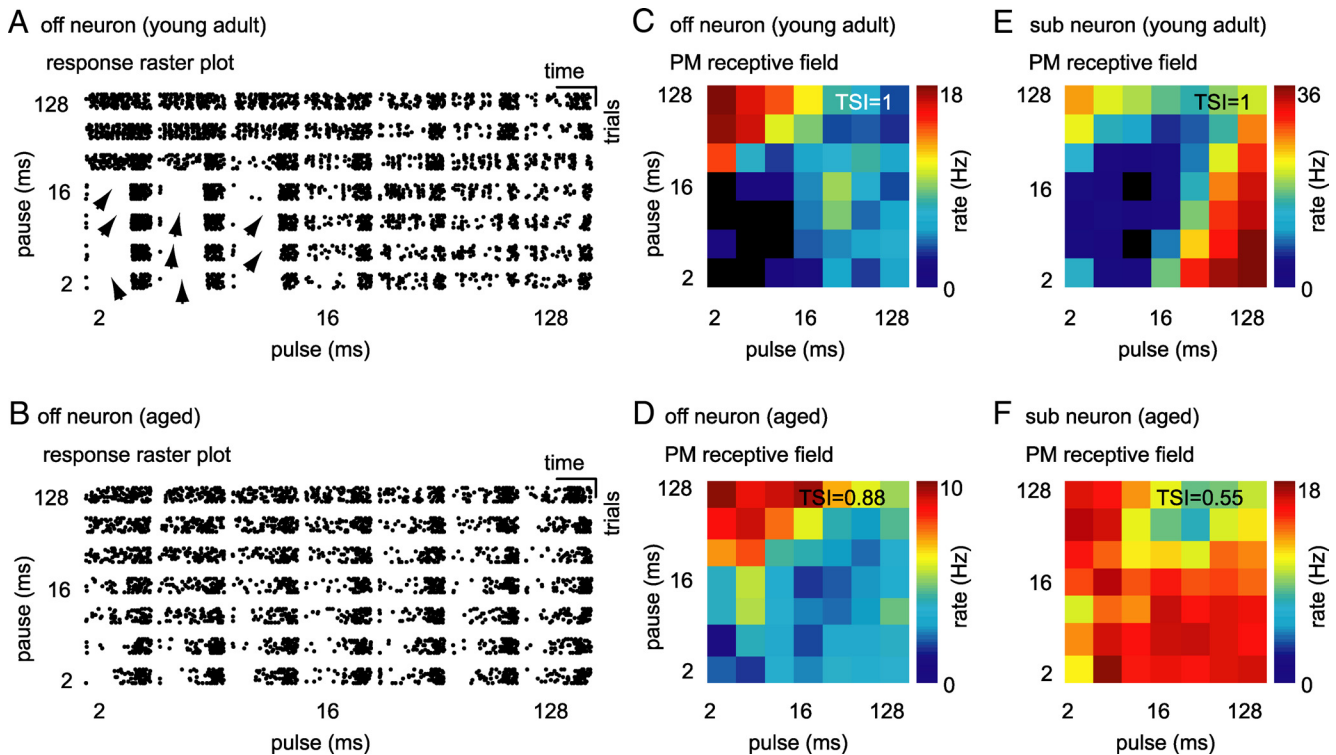 A off neuron (young adult)
response raster plot
time
trials
128
16
2
pause (ms)
2 16 128
pulse (ms)
B off neuron (aged)
response raster plot
time
trials
128
16
2
pause (ms)
2 16 128
pulse (ms)
C off neuron (young adult)
PM receptive field
TSI=1
128
16
2
pause (ms)
2 16 128
pulse (ms)
18
0
rate (Hz)
D off neuron (aged)
PM receptive field
TSI=0.88
128
16
2
pause (ms)
2 16 128
pulse (ms)
10
0
rate (Hz)
E sub neuron (young adult)
PM receptive field
TSI=1
128
16
2
2 16 128
pulse (ms)
36
0
rate (Hz)
F sub neuron (aged)
PM receptive field
TSI=0.55
128
16
2
2 16 128
pulse (ms)
18
0
rate (Hz)